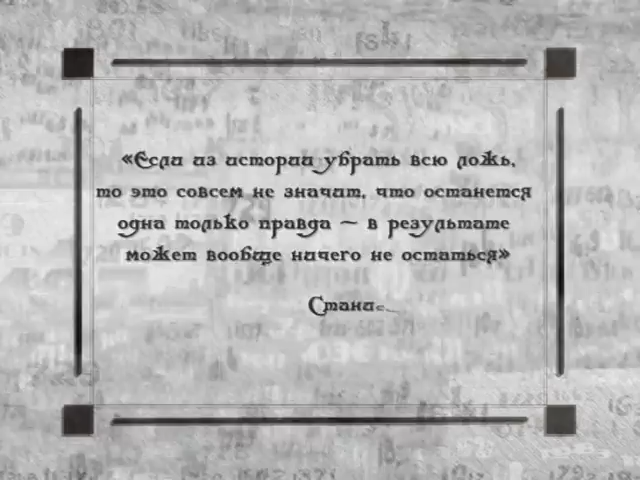 «Если из истории убрать всю ложь,
то это совсем не значит, что останется
одна только правда — в результате
может вообще ничего не остаться»
Стани